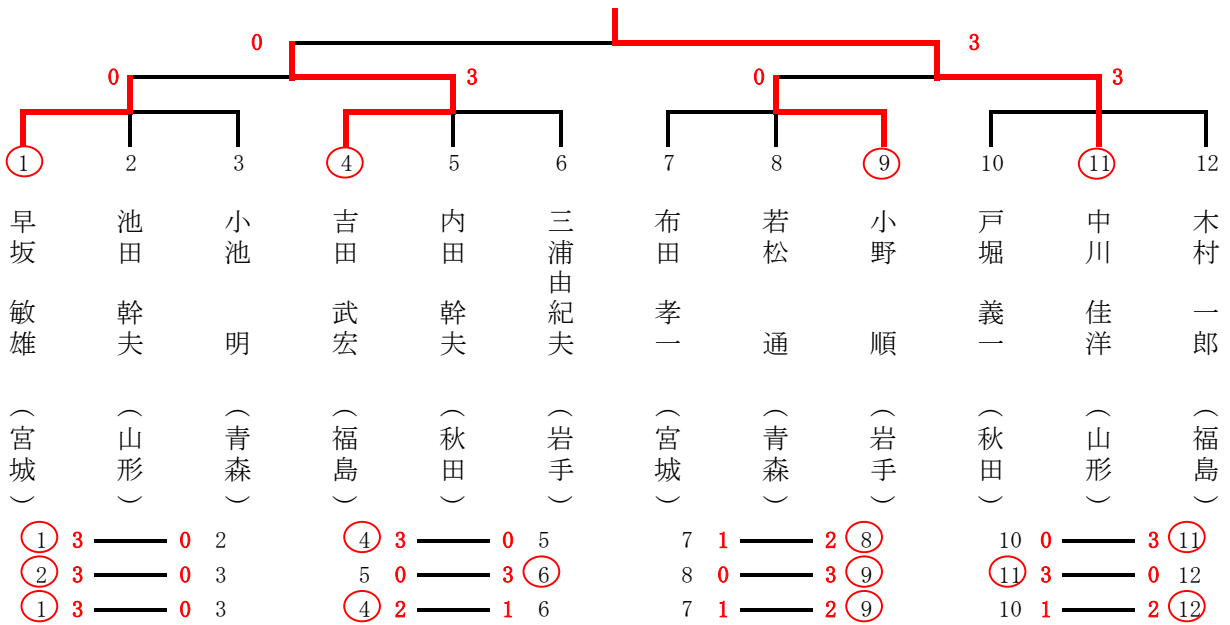 0 3
0 3 0 3
1 2 3 4 5 6 7 8 9 10 11 12
早坂 敏雄 (宮城)
池田 幹夫 (山形)
小池 明 (青森)
吉田 武宏 (福島)
内田 幹夫 (秋田)
三浦由紀夫 (岩手)
布田 孝一 (宮城)
若松 通 (青森)
小野 順 (岩手)
戸堀 義一 (秋田)
中川 佳洋 (山形)
木村 一郎 (福島)
1 3 0 2
2 3 0 3
1 3 0 3
4 3 0 5
5 0 3 6
4 2 1 6
7 1 2 8
8 0 3 9
7 1 2 9
10 0 3 11
11 3 0 12
10 1 2 12